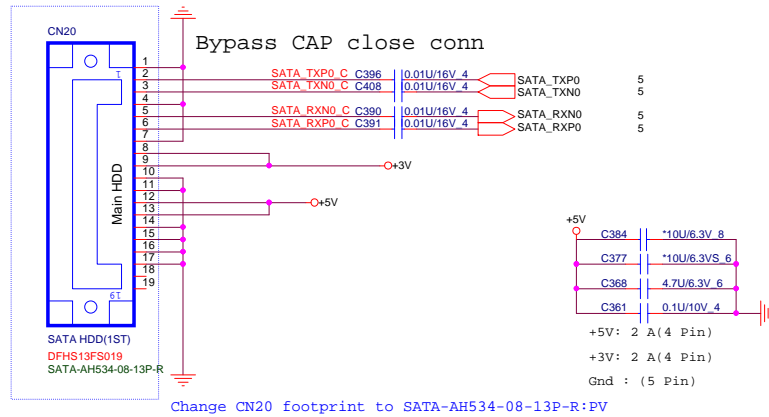 CN20
Bypass CAP close conn
1
1
2
3
4
5
6
7
8
9
10
11
12
13
14
15
16
17
18
19
19
Main HDD
SATA_TXP0_C C396 0.01U/16V_4 SATA_TXP0 5
SATA_TXN0_C C408 0.01U/16V_4 SATA_TXN0 5
SATA_RXN0_C C390 0.01U/16V_4 SATA_RXN0 5
SATA_RXP0_C C391 0.01U/16V_4 SATA_RXP0 5
+3V
+5V
+5V
C384 *10U/6.3V_8
C377 *10U/6.3VS_6
C368 4.7U/6.3V_6
C361 0.1U/10V_4
+5V: 2 A(4 Pin)
+3V: 2 A(4 Pin)
Gnd : (5 Pin)
SATA HDD(1ST)
DFHS13FS019
SATA-AH534-08-13P-R
Change CN20 footprint to SATA-AH534-08-13P-R:PV